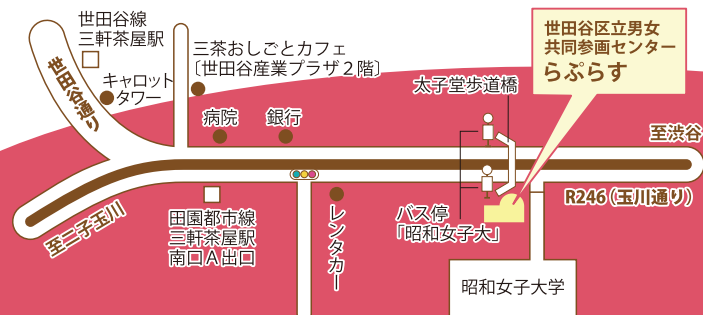 世田谷線
三軒茶屋駅
世田谷通り
キャロット
タワー
三茶おしごとカフェ
〔世田谷産業プラザ２階〕
世田谷区立男女
共同参画センター
らぷらす
太子堂歩道橋
病院
銀行
至渋谷
R246（玉川通り）
至二子玉川
田園都市線
三軒茶屋駅
南口Ａ出口
レンタカー
バス停
「昭和女子大」
昭和女子大学